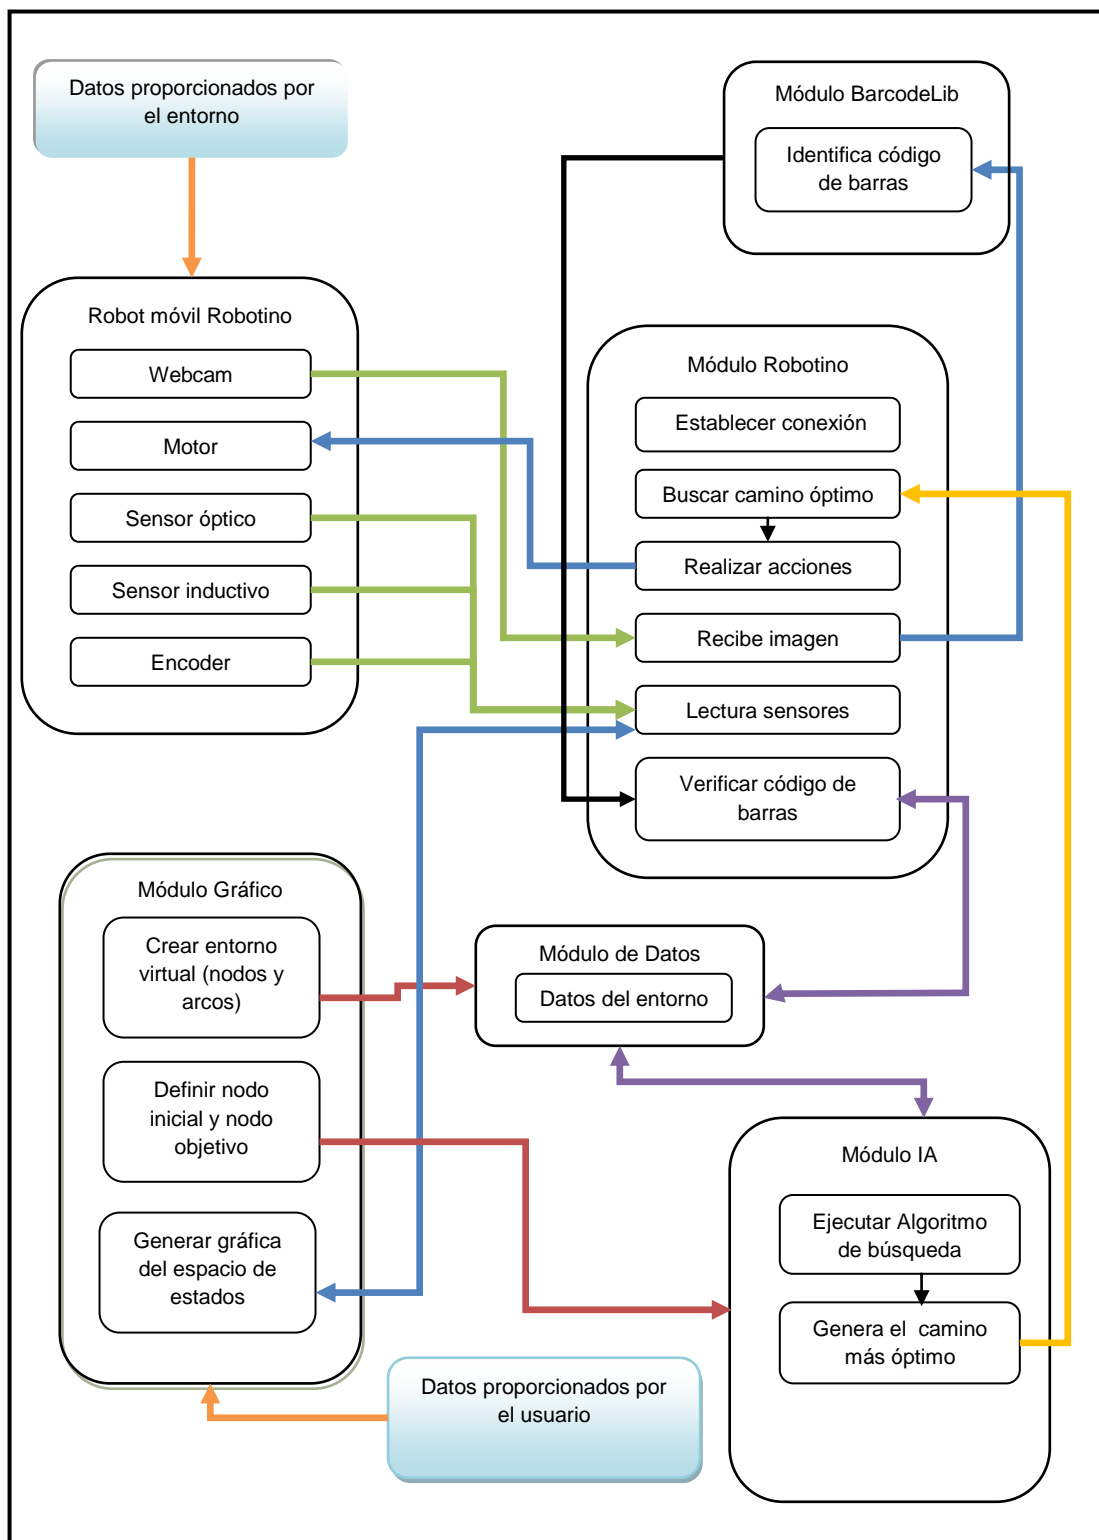 Datos proporcionados por
el entorno
Módulo BarcodeLib
Identifica código
de barras
Robot móvil Robotino
Webcam
Motor
Sensor óptico
Sensor inductivo
Encoder
Módulo Robotino
Establecer conexión
Buscar camino óptimo
Realizar acciones
Recibe imagen
Lectura sensores
Verificar código de
barras
Módulo Gráfico
Crear entorno
virtual (nodos y
arcos)
Definir nodo
inicial y nodo
objetivo
Generar gráfica
del espacio de
estados
Módulo de Datos
Datos del entorno
Módulo IA
Ejecutar Algoritmo
de búsqueda
Genera el  camino
más óptimo
Datos proporcionados por
el usuario